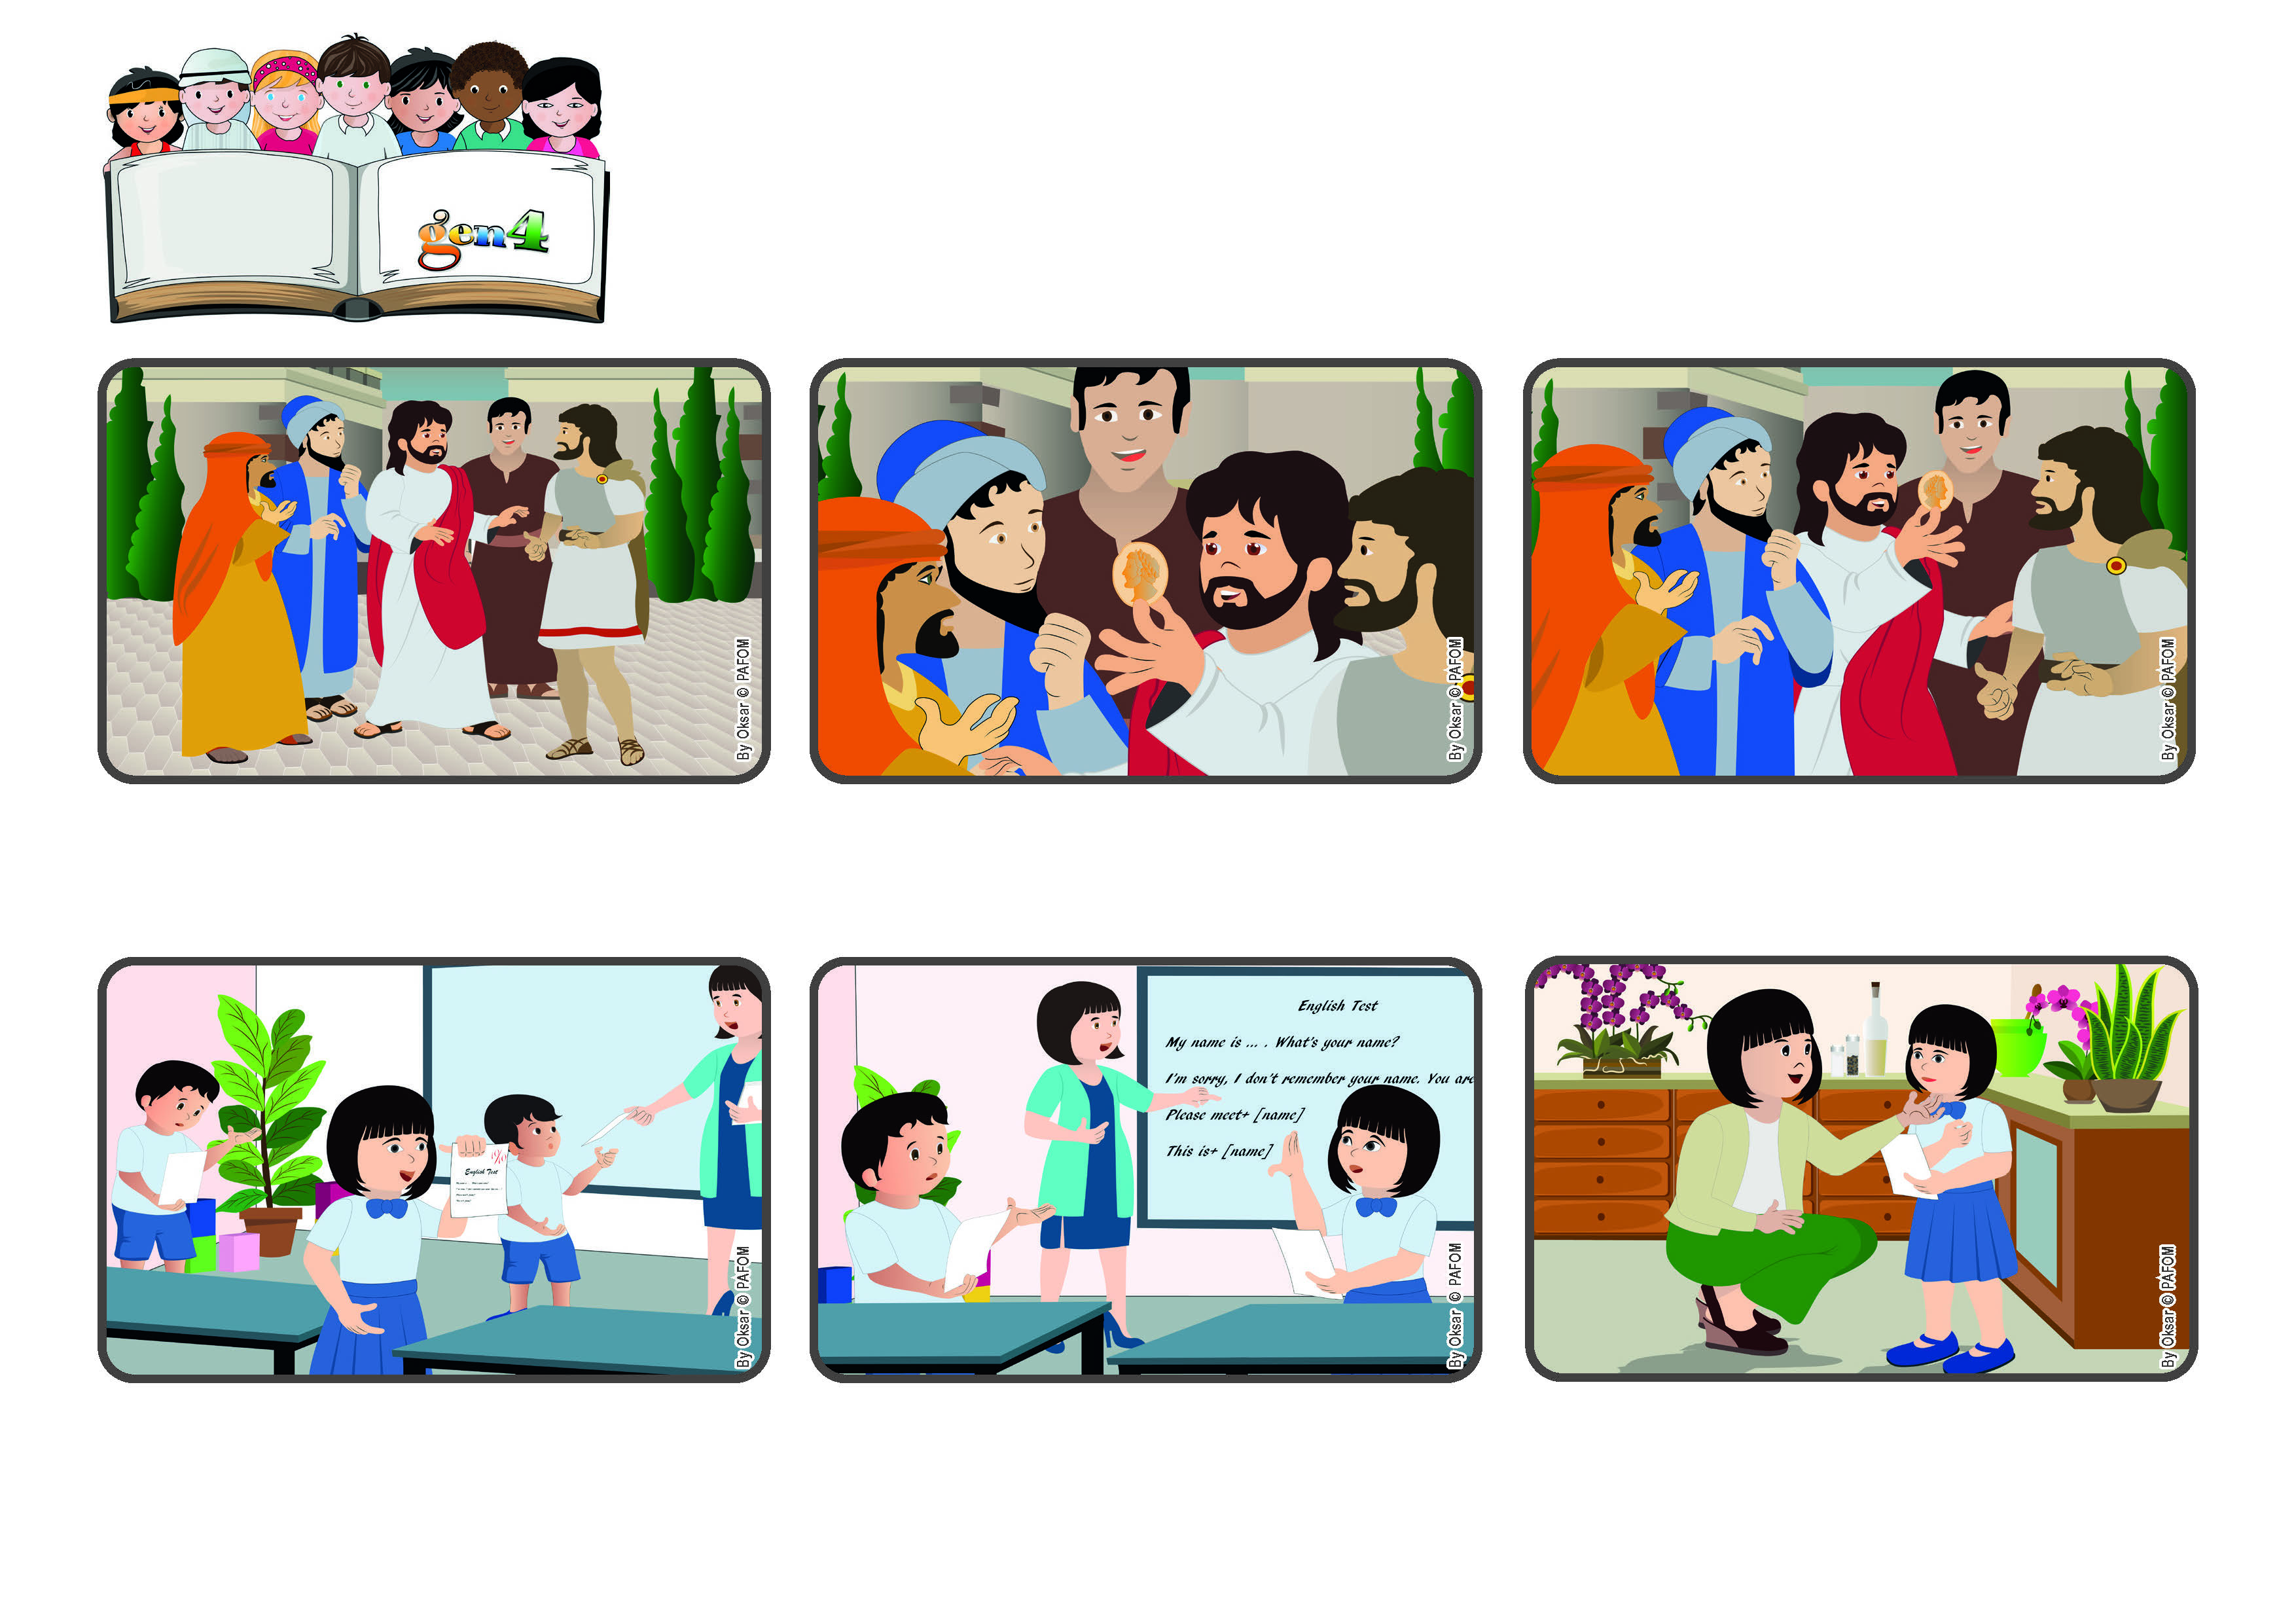 gen4
By Oksar © PAFOM
By Oksar © PAFOM
By Oksar © PAFOM
English Test
By Oksar © PAFOM
English Test
My name is ... . What's your name?
I'm sorry, I don't remember your name. You are
Please meet+ [name]
This is+ [name]
By Oksar © PAFOM
By Oksar © PAFOM